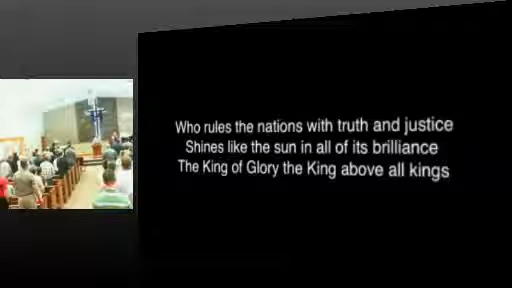 Who rules the nations with truth and justice
Shines like the sun in all of its brilliance
The King of Glory the King above all kings